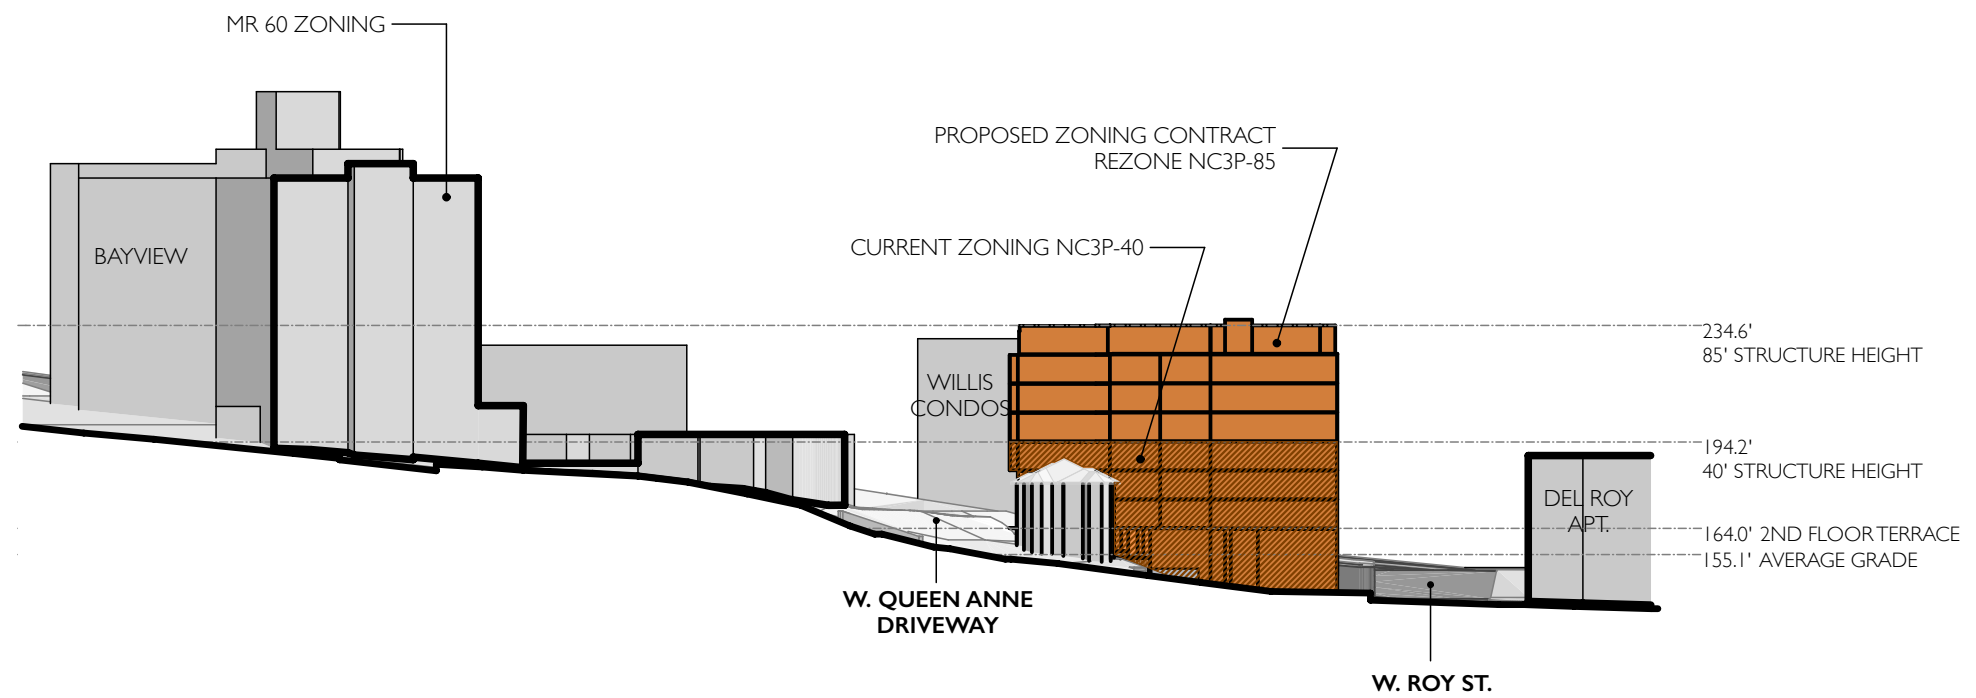 MR 60 ZONING
PROPOSED ZONING CONTRACT
REZONE NC3P-85
CURRENT ZONING NC3P-40
BAYVIEW
WILLIS
CONDOS
234.6'
85' STRUCTURE HEIGHT
194.2'
40' STRUCTURE HEIGHT
DEL ROY
APT.
164.0' 2ND FLOOR TERRACE
155.1' AVERAGE GRADE
W. QUEEN ANNE
DRIVEWAY
W. ROY ST.